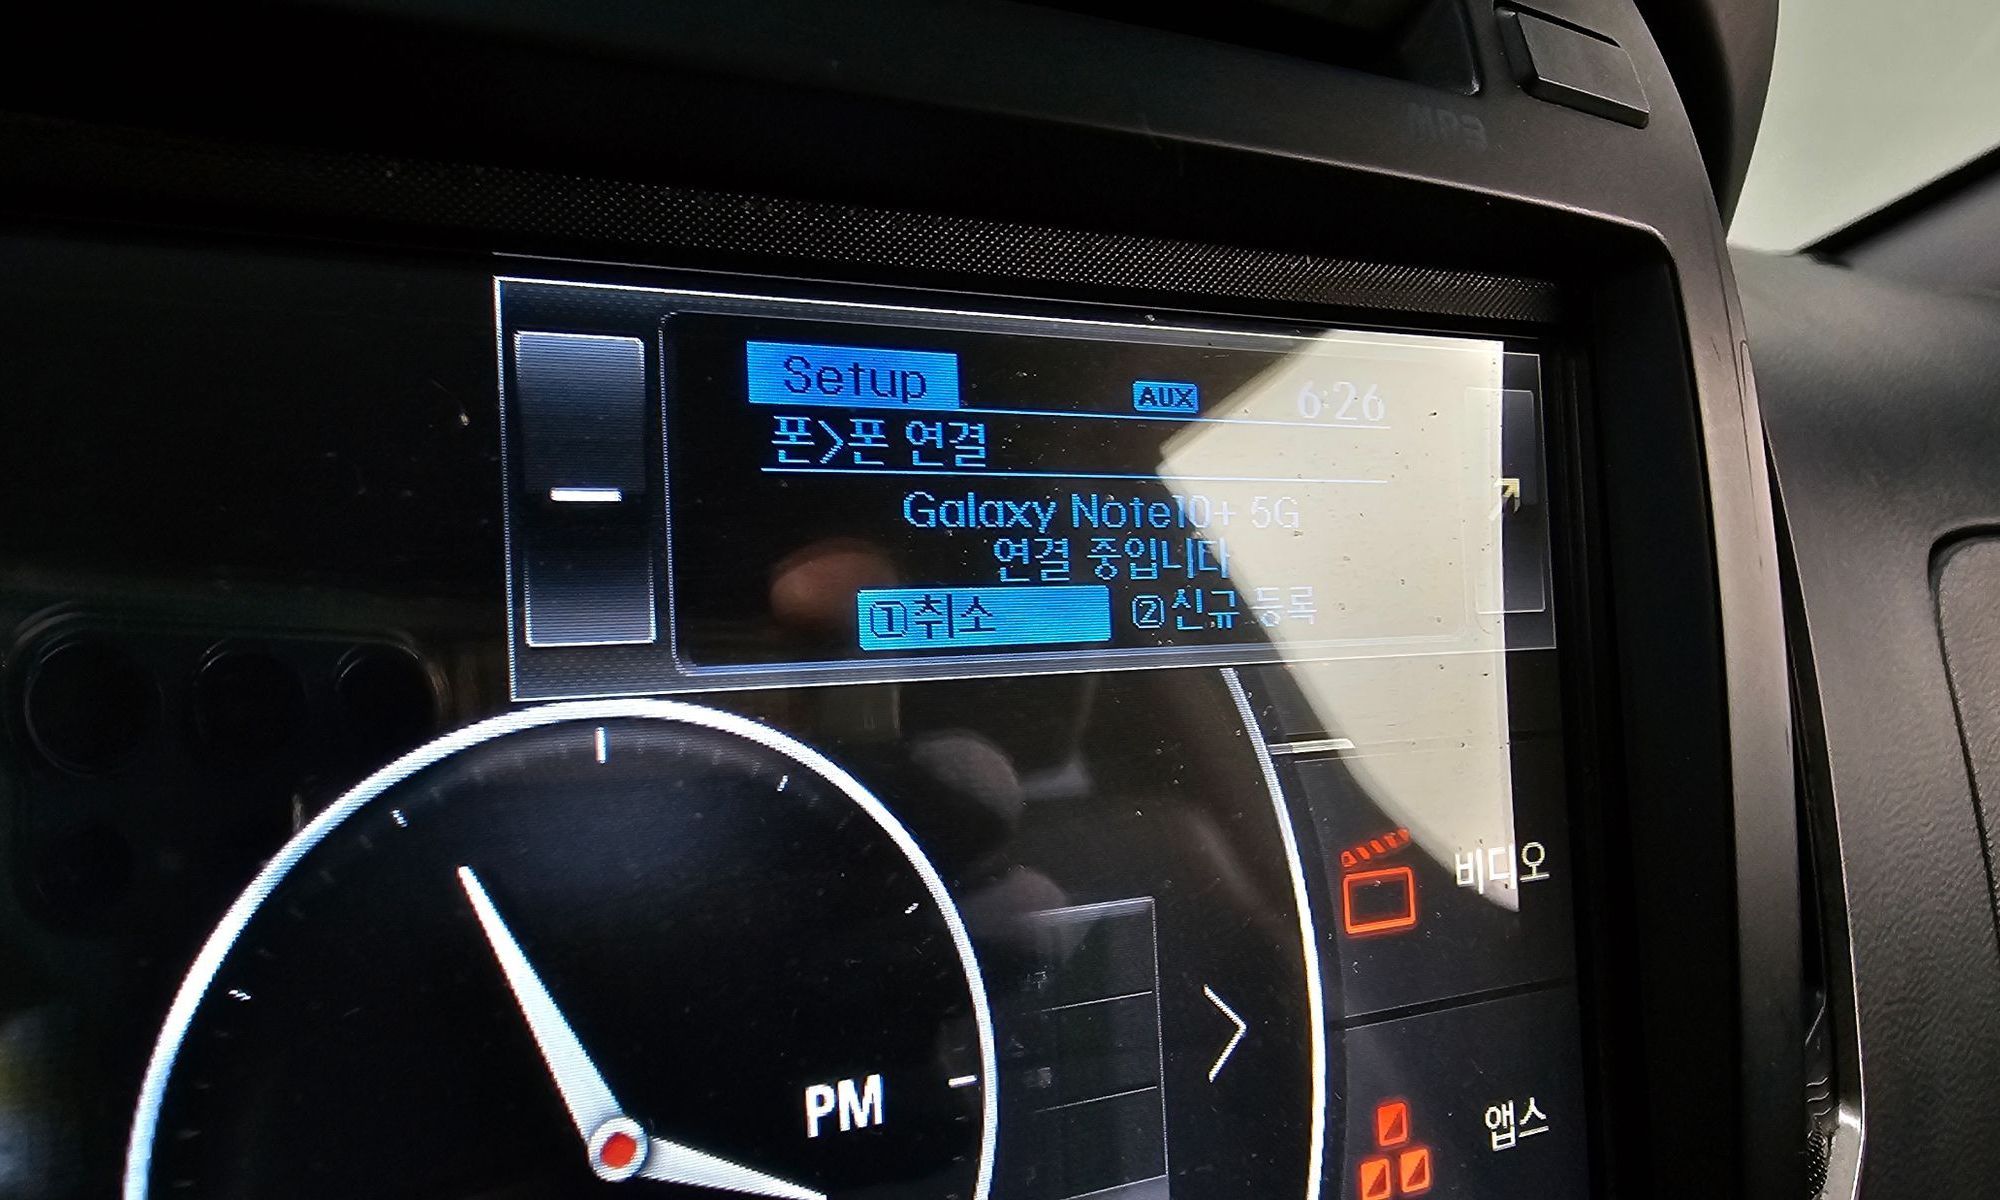 MP3
Setup
AUX
6:26
폰>폰 연결
Galaxy Note10+ 5G
연결 중입니다
①취소
②신규 등록
비디오
PM
앱스